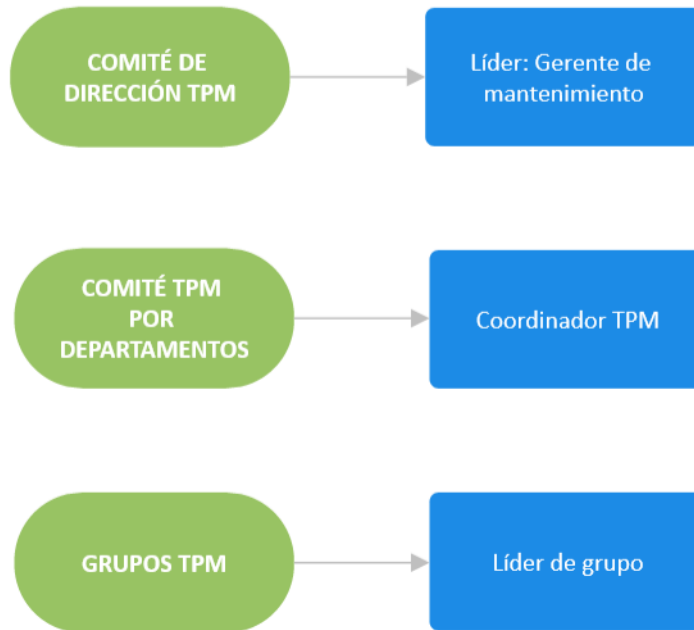 COMITÉ DE
DIRECCIÓN TPM
Líder: Gerente de
mantenimiento
COMITÉ TPM
POR
DEPARTAMENTOS
Coordinador TPM
GRUPOS TPM
Líder de grupo